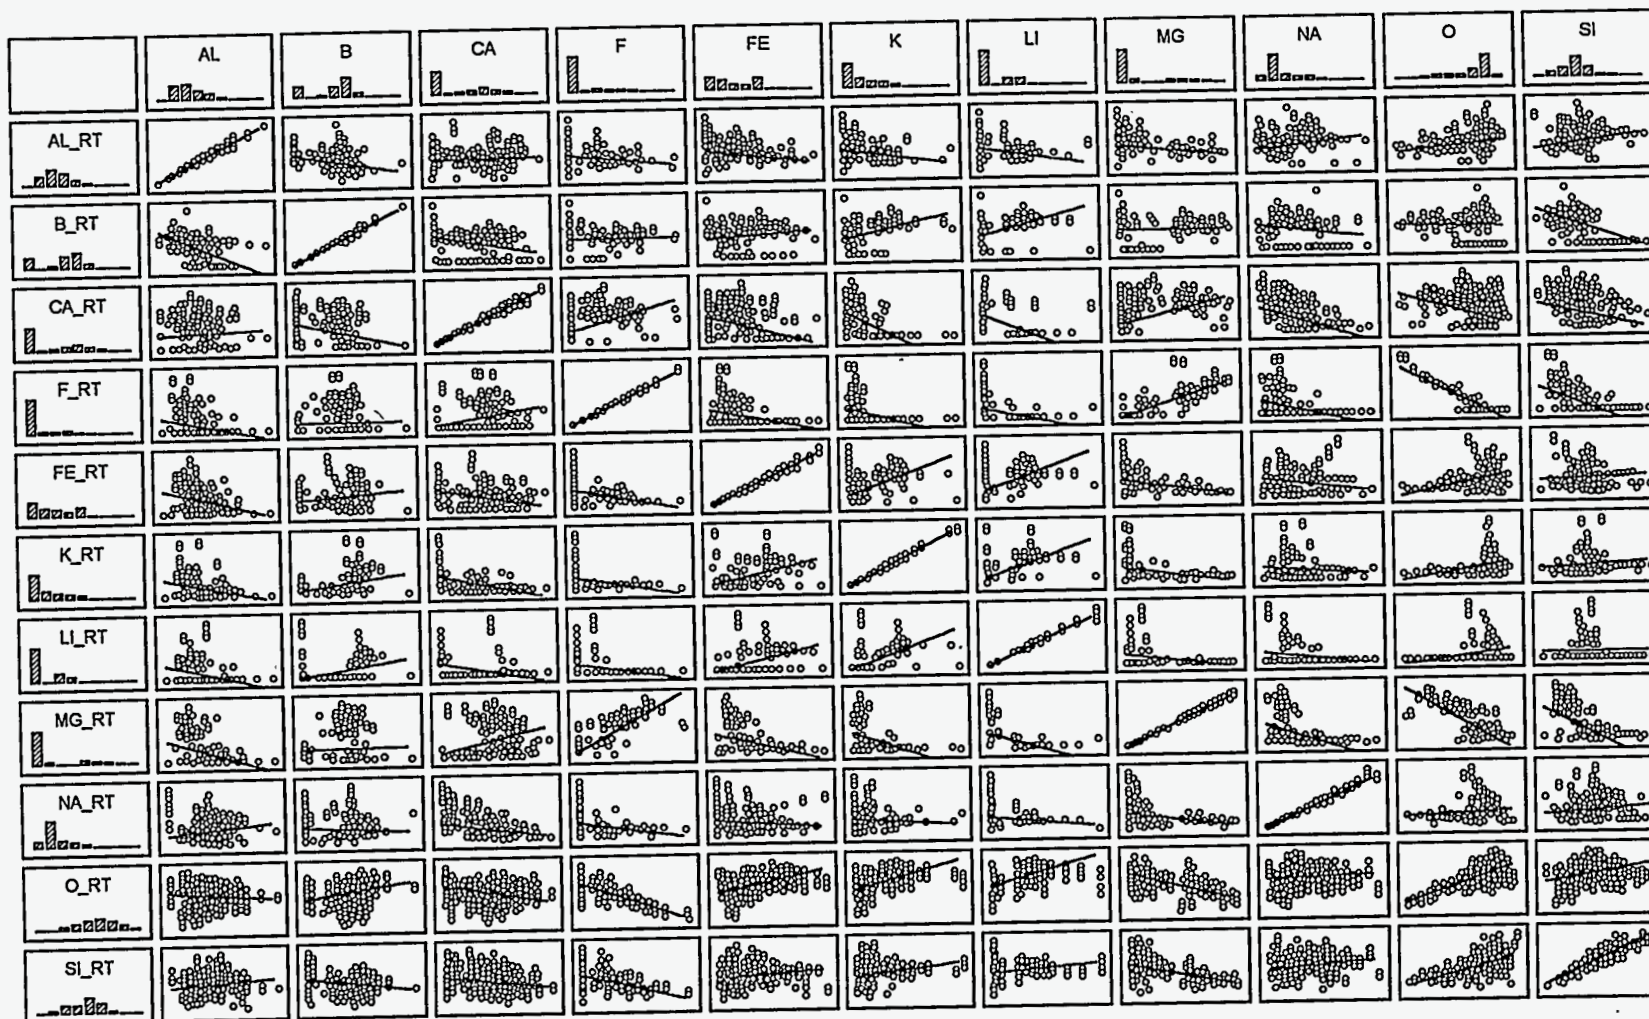 AL
B
CA
F
FE
K
LI
MG
NA
O
SI
AL_RT
B_RT
CA_RT
F_RT
FE_RT
K_RT
LI_RT
MG_RT
NA_RT
O_RT
SI_RT